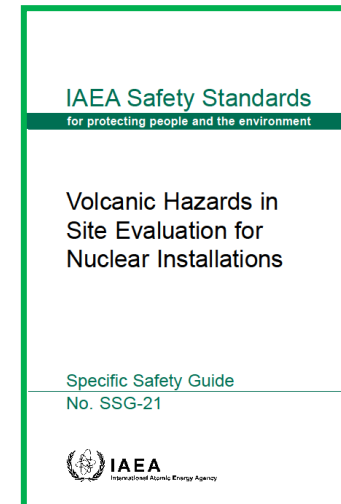 IAEA Safety Standards
for protecting people and the environment
Volcanic Hazards in
Site Evaluation for
Nuclear Installations
Specific Safety Guide
No. SSG-21
IAEA
International Atomic Energy Agency